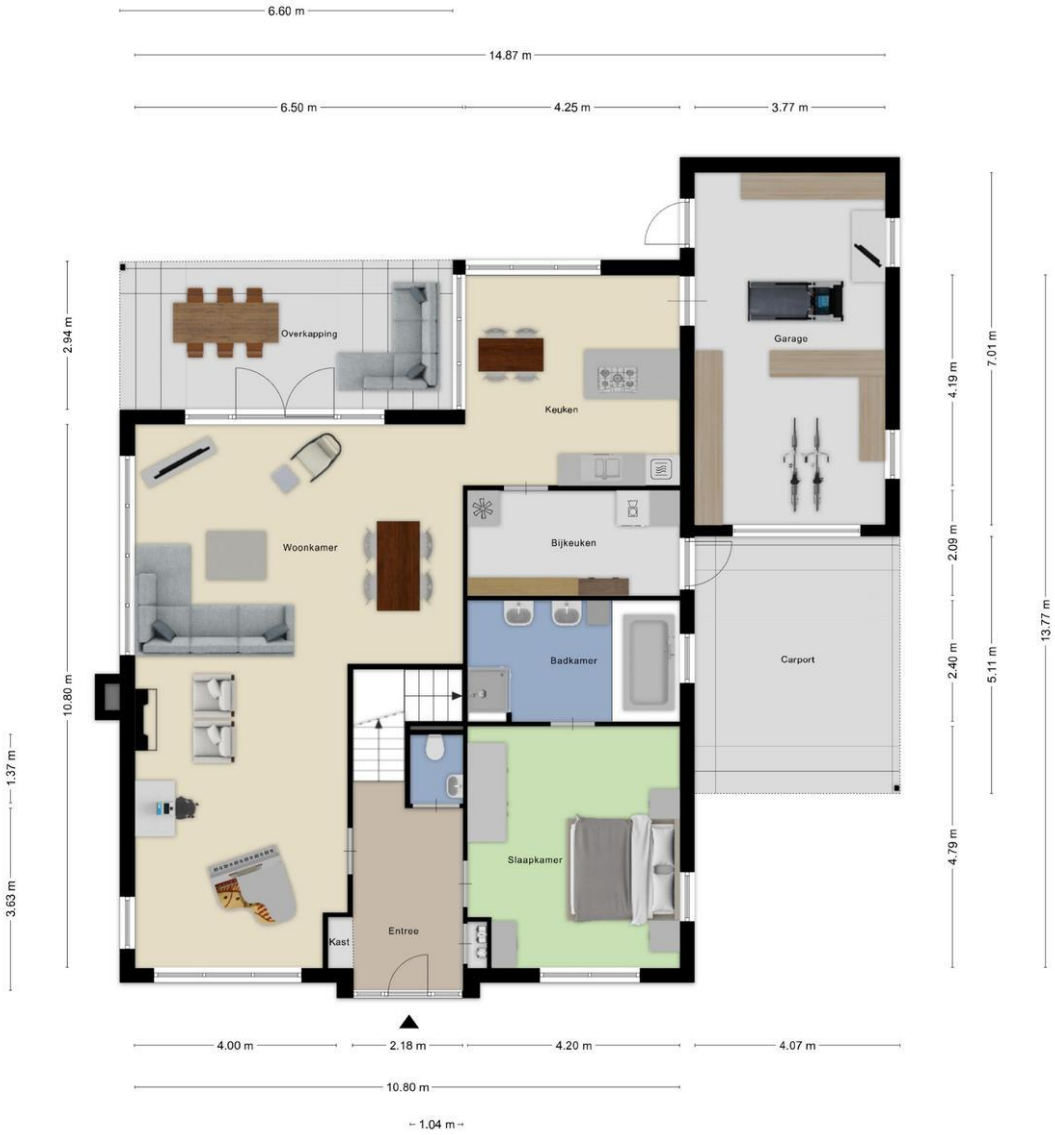 6.60 m
14.87 m
6.50 m
4.25 m
3.77 m
2.94 m
Overkapping
Garage
7.01 m
4.19 m
Keuken
Woonkamer
Bijkeuken
2.09 m
13.77 m
Badkamer
Carport
2.40 m
5.11 m
10.80 m
1.37 m
Slaapkamer
4.79 m
3.63 m
Kast
Entree
4.00 m
2.18 m
4.20 m
4.07 m
10.80 m
1.04 m